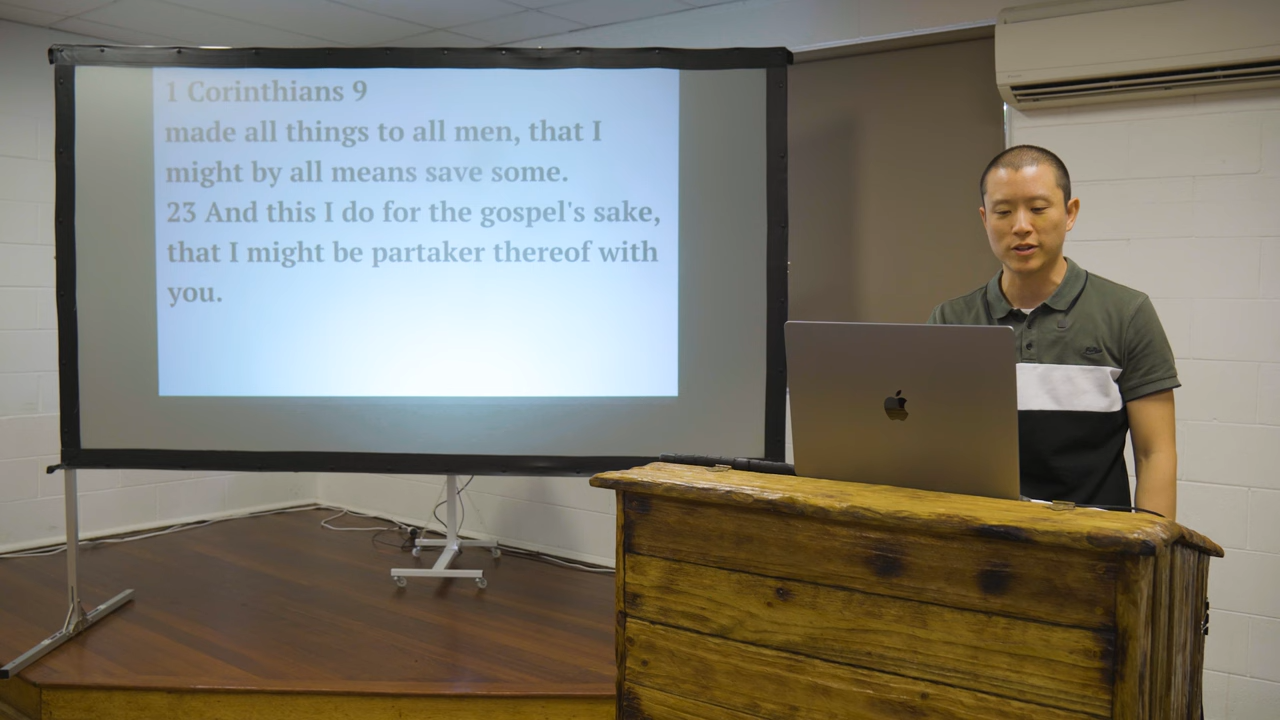 1 Corinthians 9
made all things to all men, that I
might by all means save some.
23 And this I do for the gospel's sake,
that I might be partaker thereof with
you.